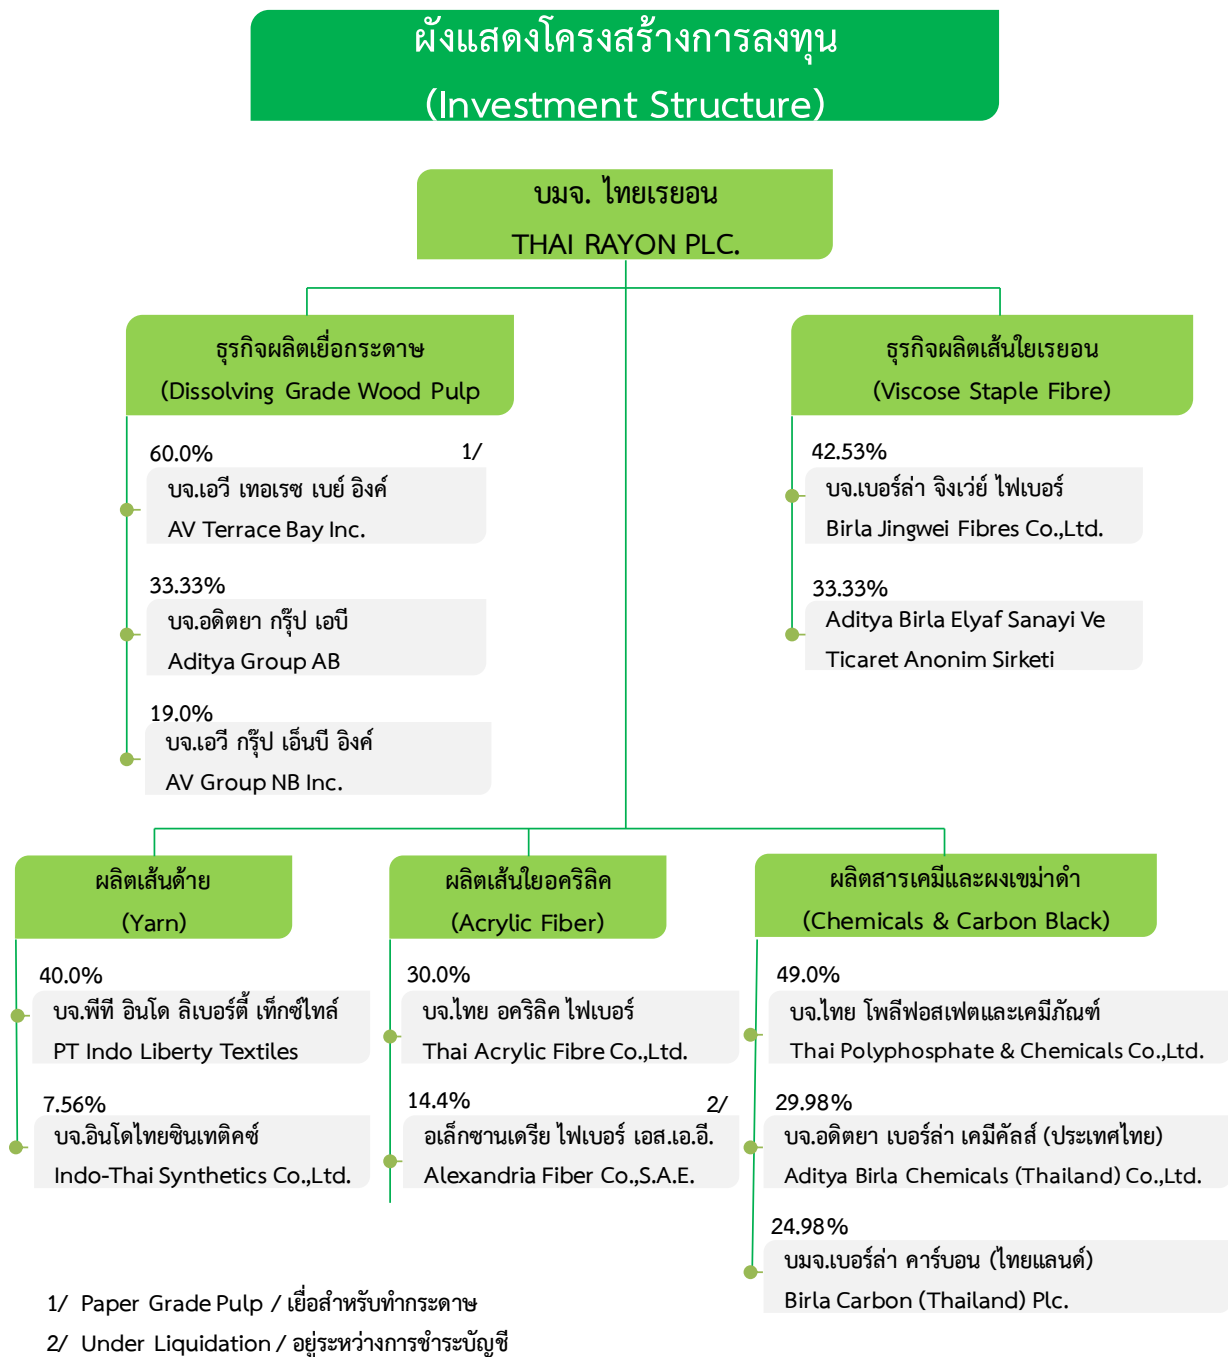 ผังแสดงโครงสร้างการลงทุน
(Investment Structure)
บมจ. ไทยเรยอน
THAI RAYON PLC.
ธุรกิจผลิตเยื่อกระดาษ
(Dissolving Grade Wood Pulp
60.0% 1/
บจ.เอวี เทอเรซ เบย์ อิงค์
AV Terrace Bay Inc.
33.33%
บจ.อดิตยา กรุ๊ป เอบี
Aditya Group AB
19.0%
บจ.เอวี กรุ๊ป เอ็นบี อิงค์
AV Group NB Inc.
ธุรกิจผลิตเส้นใยเรยอน
(Viscose Staple Fibre)
42.53%
บจ.เบอร์ล่า จิงเว่ย์ ไฟเบอร์
Birla Jingwei Fibres Co.,Ltd.
33.33%
Aditya Birla Elyaf Sanayi Ve
Ticaret Anonim Sirketi
ผลิตเส้นด้าย
(Yarn)
40.0%
บจ.พีที อินโด ลิเบอร์ตี้ เท็กซ์ไทล์
PT Indo Liberty Textiles
7.56%
บจ.อินโดไทยซินเทติคซ์
Indo-Thai Synthetics Co.,Ltd.
ผลิตเส้นใยอคริลิค
(Acrylic Fiber)
30.0%
บจ.ไทย อคริลิค ไฟเบอร์
Thai Acrylic Fibre Co.,Ltd.
14.4% 2/
อเล็กซานเดรีย ไฟเบอร์ เอส.เอ.อี.
Alexandria Fiber Co.,S.A.E.
ผลิตสารเคมีและผงเขม่าดำ
(Chemicals & Carbon Black)
49.0%
บจ.ไทย โพลีฟอสเฟตและเคมีภัณฑ์
Thai Polyphosphate & Chemicals Co.,Ltd.
29.98%
บจ.อดิตยา เบอร์ล่า เคมีคัลส์ (ประเทศไทย)
Aditya Birla Chemicals (Thailand) Co.,Ltd.
24.98%
บมจ.เบอร์ล่า คาร์บอน (ไทยแลนด์)
Birla Carbon (Thailand) Plc.
1/ Paper Grade Pulp / เยื่อสำหรับทำกระดาษ
2/ Under Liquidation / อยู่ระหว่างการชำระบัญชี